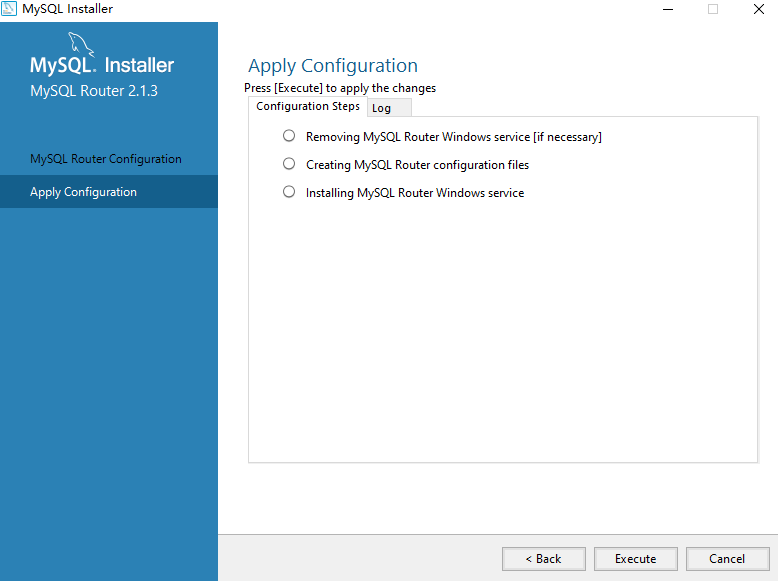 MySQL Installer
MySQL. Installer
MySQL Router 2.1.3
MySQL Router Configuration
Apply Configuration
Apply Configuration
Press [Execute] to apply the changes
Configuration Steps Log
Removing MySQL Router Windows service [if necessary]
Creating MySQL Router configuration files
Installing MySQL Router Windows service
< Back Execute Cancel